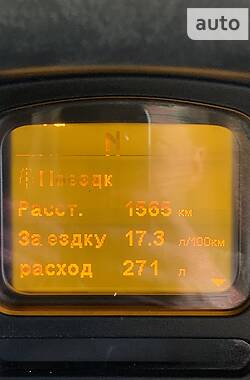 auto
N
Поездк
Расст. 1565 км
За ездку 17.3 л/100км
расход 271 л